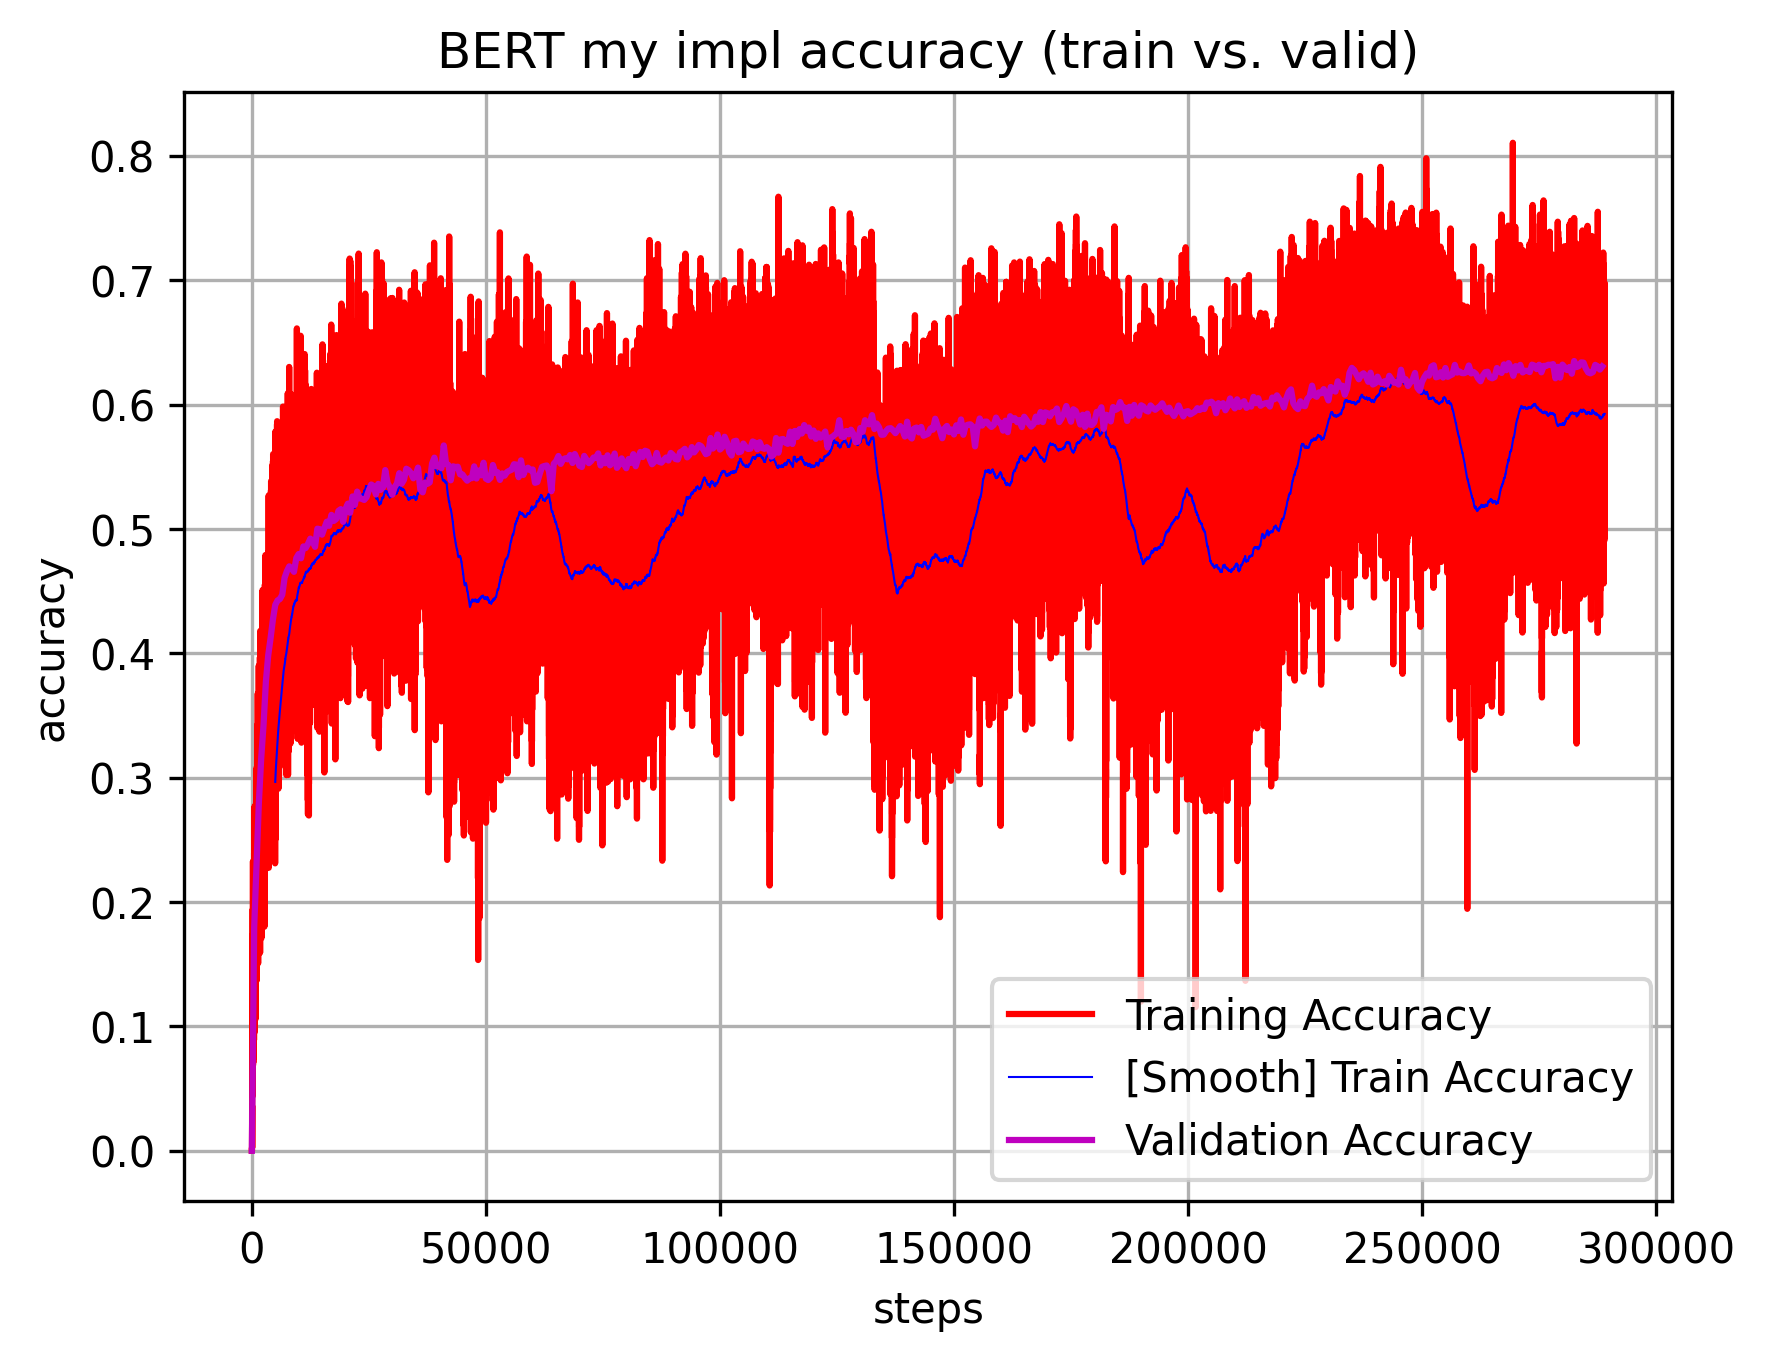 BERT my impl accuracy (train vs. valid)
accuracy
0.8
0.7
0.6
0.5
0.4
0.3
0.2
0.1
0.0
Training Accuracy
[Smooth] Train Accuracy
Validation Accuracy
0 50000 100000 150000 200000 250000 300000
steps